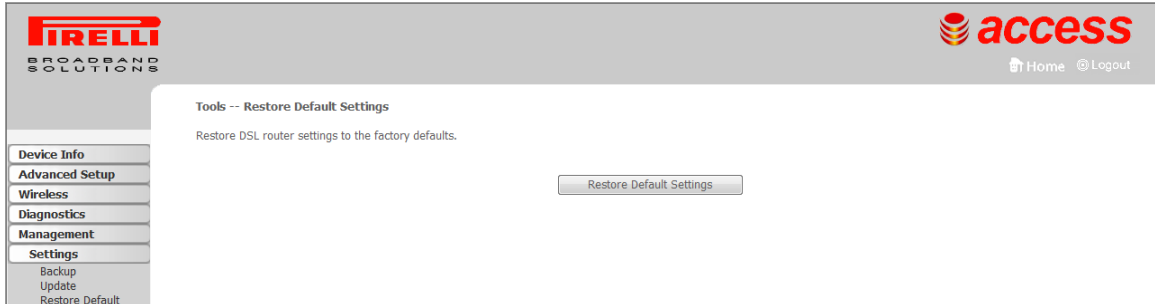 PIRELLI
BROADBAND
SOLUTIONS
access
Home Logout
Tools -- Restore Default Settings
Restore DSL router settings to the factory defaults.
Restore Default Settings
Device Info
Advanced Setup
Wireless
Diagnostics
Management
Settings
Backup
Update
Restore Default